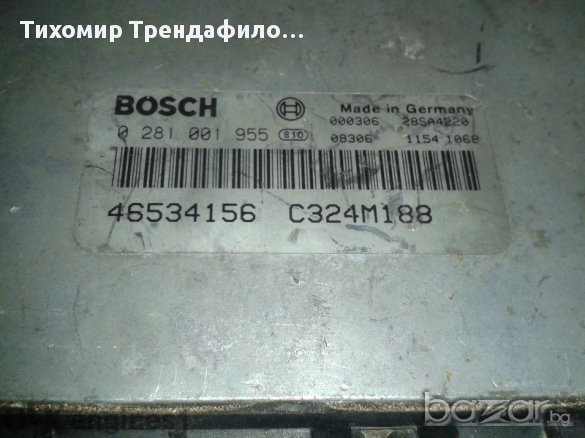 Тихомир Трендафило...
BOSCH
Made in Germany
000306 28SA4220
0 281 001 955 810 08306 1154 1068
46534156 C324M188
bazar.bg